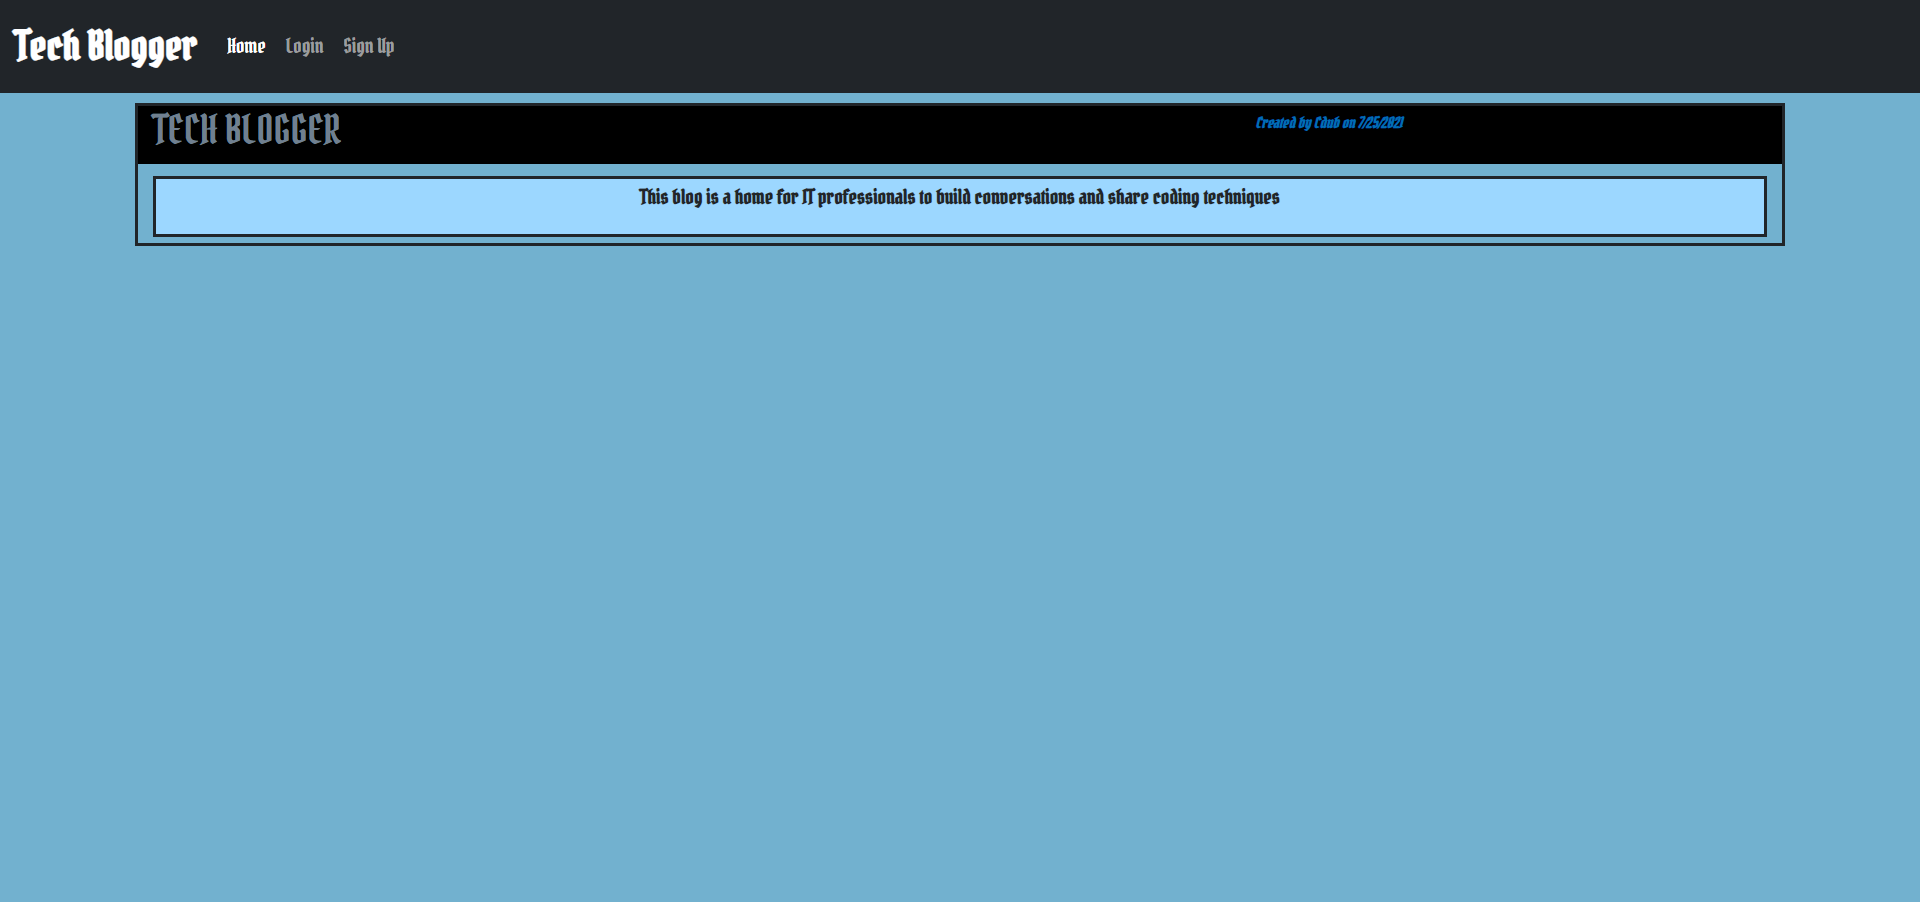 Tech Blogger Home Login Sign Up
TECH BLOGGER Created by Cdub on 7/25/2021
This blog is a home for IT professionals to build conversations and share coding techniques